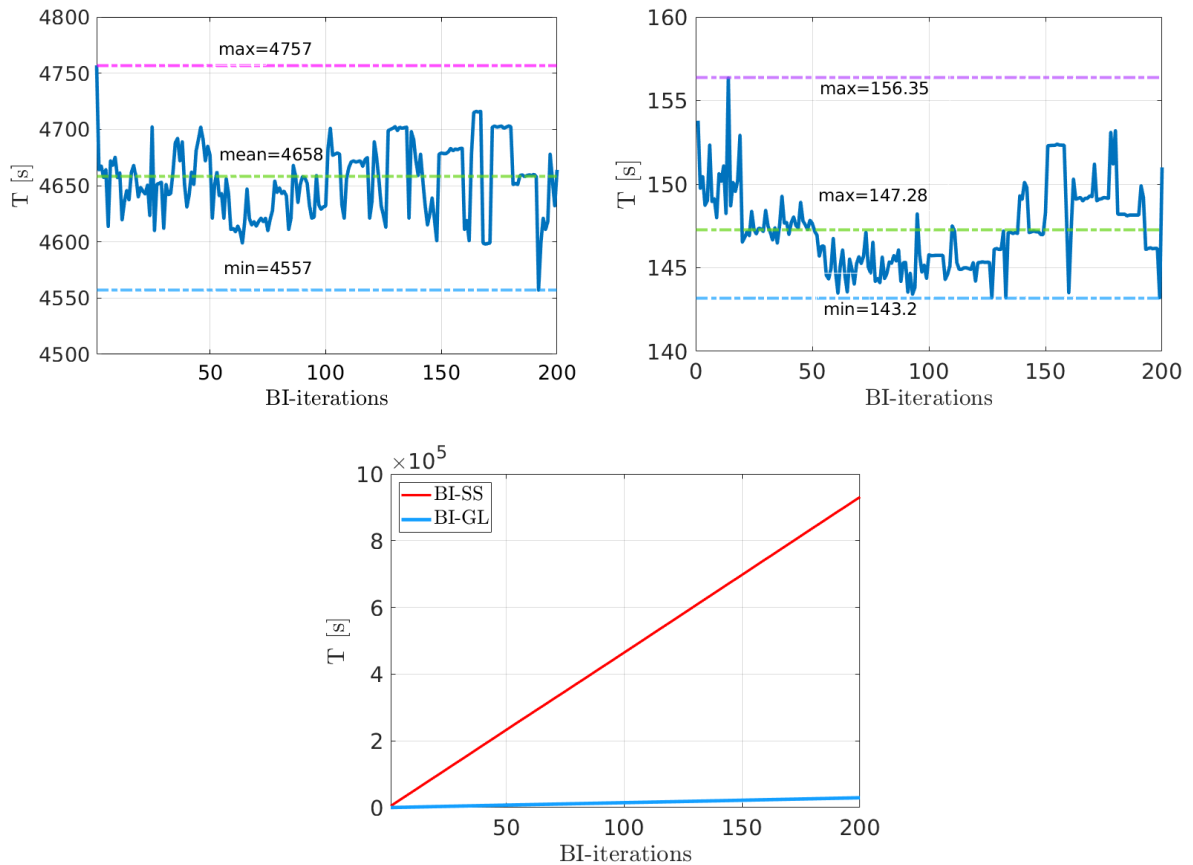 4800
4750
4700
4650
4600
4550
4500
T [s]
max=4757
mean=4658
min=4557
50
100
150
200
BI-iterations
160
155
150
145
140
T [s]
max=156.35
max=147.28
min=143.2
0
50
100
150
200
BI-iterations
×10⁵
10
8
6
4
2
0
T [s]
BI-SS
BI-GL
50
100
150
200
BI-iterations